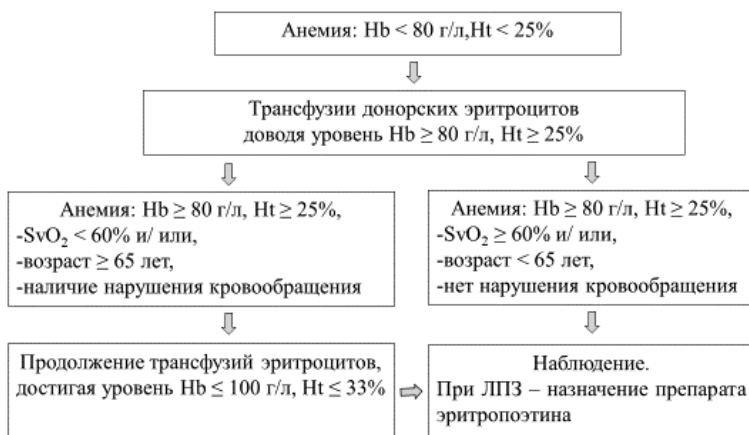 Анемия: Hb < 80 г/л,Ht < 25%
Трансфузии донорских эритроцитов
доводя уровень Hb ≥ 80 г/л, Ht ≥ 25%
Анемия: Hb ≥ 80 г/л, Ht ≥ 25%,
-SvO₂ < 60% и/ или,
-возраст ≥ 65 лет,
-наличие нарушения кровообращения
Анемия: Hb ≥ 80 г/л, Ht ≥ 25%,
-SvO₂ ≥ 60% и/ или,
-возраст < 65 лет,
-нет нарушения кровообращения
Продолжение трансфузий эритроцитов,
достигая уровень Hb ≤ 100 г/л, Ht ≤ 33%
Наблюдение.
При ЛПЗ – назначение препарата
эритропоэтина